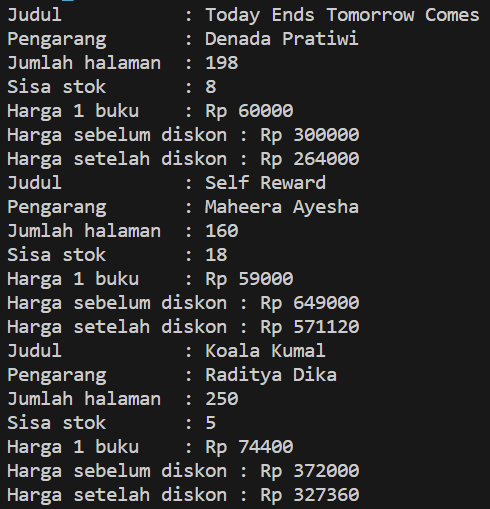 Judul           : Today Ends Tomorrow Comes
Pengarang       : Denada Pratiwi
Jumlah halaman  : 198
Sisa stok       : 8
Harga 1 buku    : Rp 60000
Harga sebelum diskon : Rp 300000
Harga setelah diskon : Rp 264000
Judul           : Self Reward
Pengarang       : Maheera Ayesha
Jumlah halaman  : 160
Sisa stok       : 18
Harga 1 buku    : Rp 59000
Harga sebelum diskon : Rp 649000
Harga setelah diskon : Rp 571120
Judul           : Koala Kumal
Pengarang       : Raditya Dika
Jumlah halaman  : 250
Sisa stok       : 5
Harga 1 buku    : Rp 74400
Harga sebelum diskon : Rp 372000
Harga setelah diskon : Rp 327360